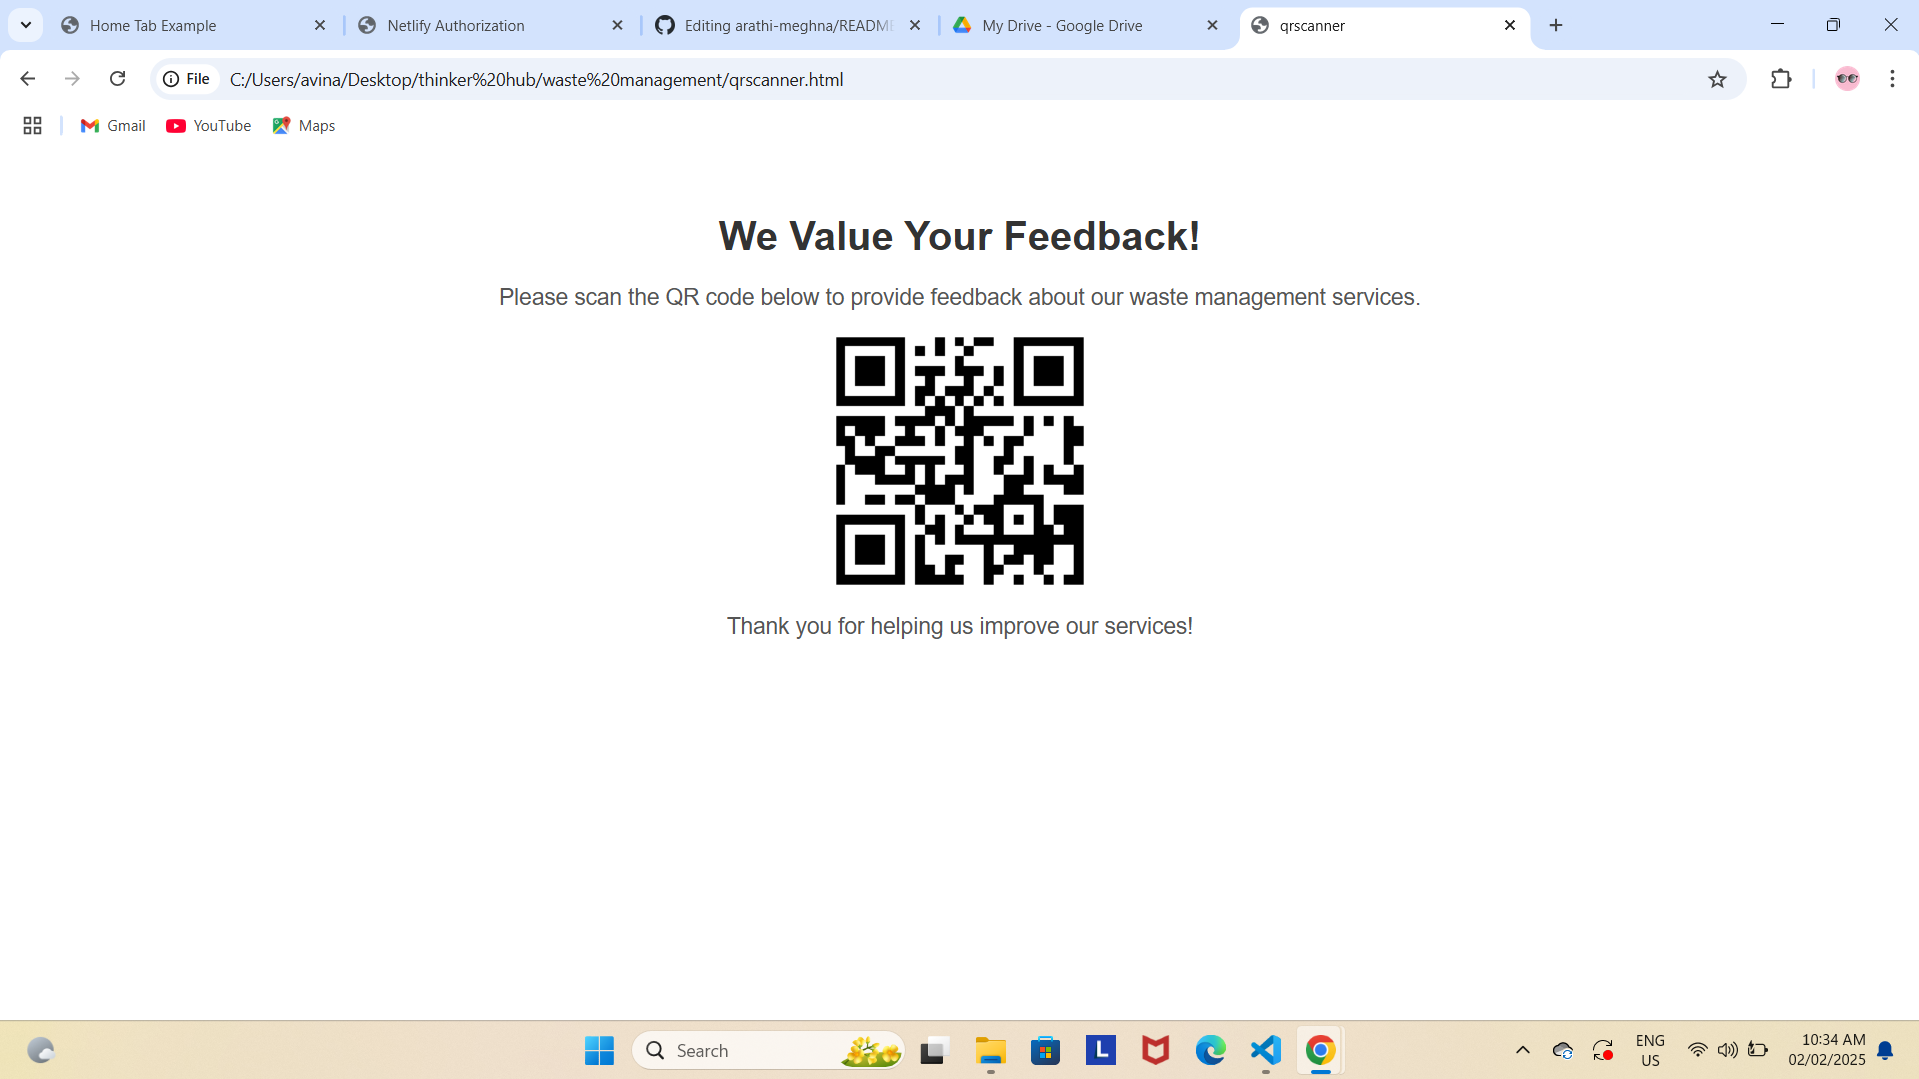 Home Tab Example
Netlify Authorization
Editing arathi-meghna/README
My Drive - Google Drive
qrscanner
File
C:/Users/avina/Desktop/thinker%20hub/waste%20management/qrscanner.html
Gmail
YouTube
Maps
We Value Your Feedback!
Please scan the QR code below to provide feedback about our waste management services.
Thank you for helping us improve our services!
Search
L
ENG
US
10:34 AM
02/02/2025